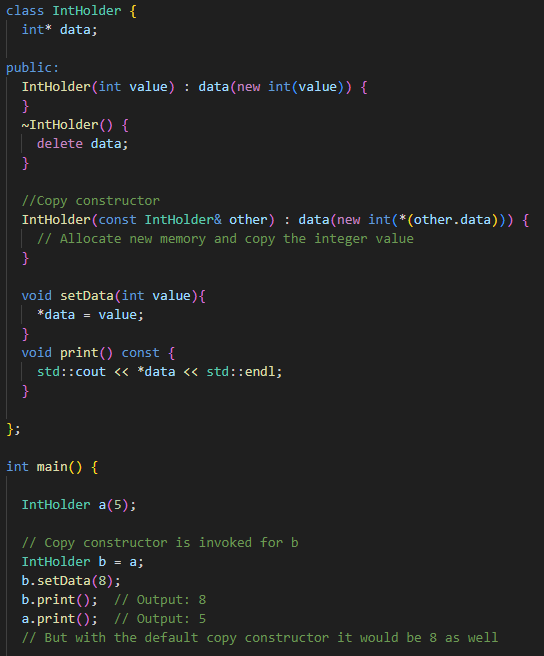 class IntHolder {
  int* data;

public:
  IntHolder(int value) : data(new int(value)) {
  }
  ~IntHolder() {
    delete data;
  }

  //Copy constructor
  IntHolder(const IntHolder& other) : data(new int(*(other.data))) {
    // Allocate new memory and copy the integer value
  }

  void setData(int value){
    *data = value;
  }
  void print() const {
    std::cout << *data << std::endl;
  }

};

int main() {

  IntHolder a(5);

  // Copy constructor is invoked for b
  IntHolder b = a;
  b.setData(8);
  b.print();  // Output: 8
  a.print();  // Output: 5
  // But with the default copy constructor it would be 8 as well